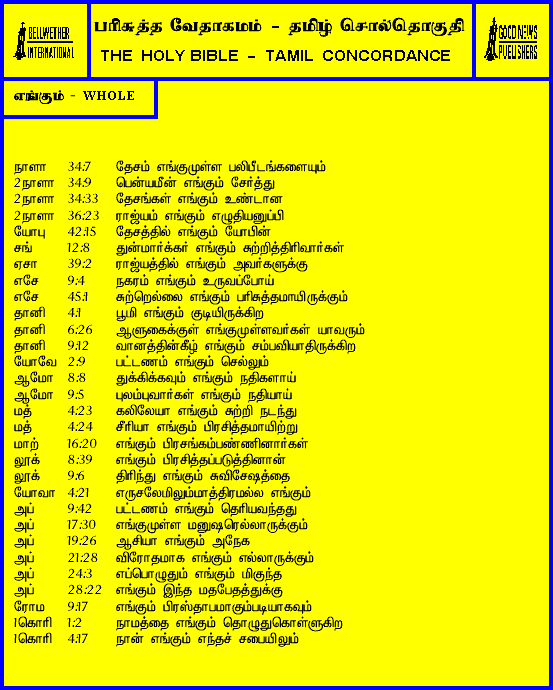 BELLWETHER
INTERNATIONAL
பரிசுத்த வேதாகமம் - தமிழ் சொல்தொகுதி
THE HOLY BIBLE - TAMIL CONCORDANCE
GOOD NEWS
PUBLISHERS
எங்கும் - WHOLE
நாளா 34:7 தேசம் எங்குமுள்ள பலிபீடங்களையும்
2நாளா 34:9 பென்யமீன் எங்கும் சேர்த்து
2நாளா 34:33 தேசங்கள் எங்கும் உண்டான
2நாளா 36:23 ராஜ்யம் எங்கும் எழுதியனுப்பி
யோபு 42:15 தேசத்தில் எங்கும் யோபின்
சங் 12:8 துன்மார்க்கர் எங்கும் சுற்றித்திரிவார்கள்
ஏசா 39:2 ராஜ்யத்தில் எங்கும் அவர்களுக்கு
எசே 9:4 நகரம் எங்கும் உருவப்போய்
எசே 45:1 சுற்றெல்லை எங்கும் பரிசுத்தமாயிருக்கும்
தானி 4:1 பூமி எங்கும் குடியிருக்கிற
தானி 6:26 ஆளுகைக்குள் எங்குமுள்ளவர்கள் யாவரும்
தானி 9:12 வானத்தின்கீழ் எங்கும் சம்பவியாதிருக்கிற
யோவே 2:9 பட்டணம் எங்கும் செல்லும்
ஆமோ 8:8 துக்கிக்கவும் எங்கும் நதிகளாய்
ஆமோ 9:5 புலம்புவார்கள் எங்கும் நதியாய்
மத் 4:23 கலிலேயா எங்கும் சுற்றி நடந்து
மத் 4:24 சீரியா எங்கும் பிரசித்தமாயிற்று
மாற் 16:20 எங்கும் பிரசங்கம்பண்ணினார்கள்
லூக் 8:39 எங்கும் பிரசித்தப்படுத்தினான்
லூக் 9:6 திரிந்து எங்கும் சுவிசேஷத்தை
யோவா 4:21 எருசலேமிலும்மாத்திரமல்ல எங்கும்
அப் 9:42 பட்டணம் எங்கும் தெரியவந்தது
அப் 17:30 எங்குமுள்ள மனுஷரெல்லாருக்கும்
அப் 19:26 ஆசியா எங்கும் அநேக
அப் 21:28 விரோதமாக எங்கும் எல்லாருக்கும்
அப் 24:3 எப்பொழுதும் எங்கும் மிகுந்த
அப் 28:22 எங்கும் இந்த மதபேதத்துக்கு
ரோம 9:17 எங்கும் பிரஸ்தாபமாகும்படியாகவும்
1கொரி 1:2 நாமத்தை எங்கும் தொழுதுகொள்ளுகிற
1கொரி 4:17 நான் எங்கும் எந்தச் சபையிலும்